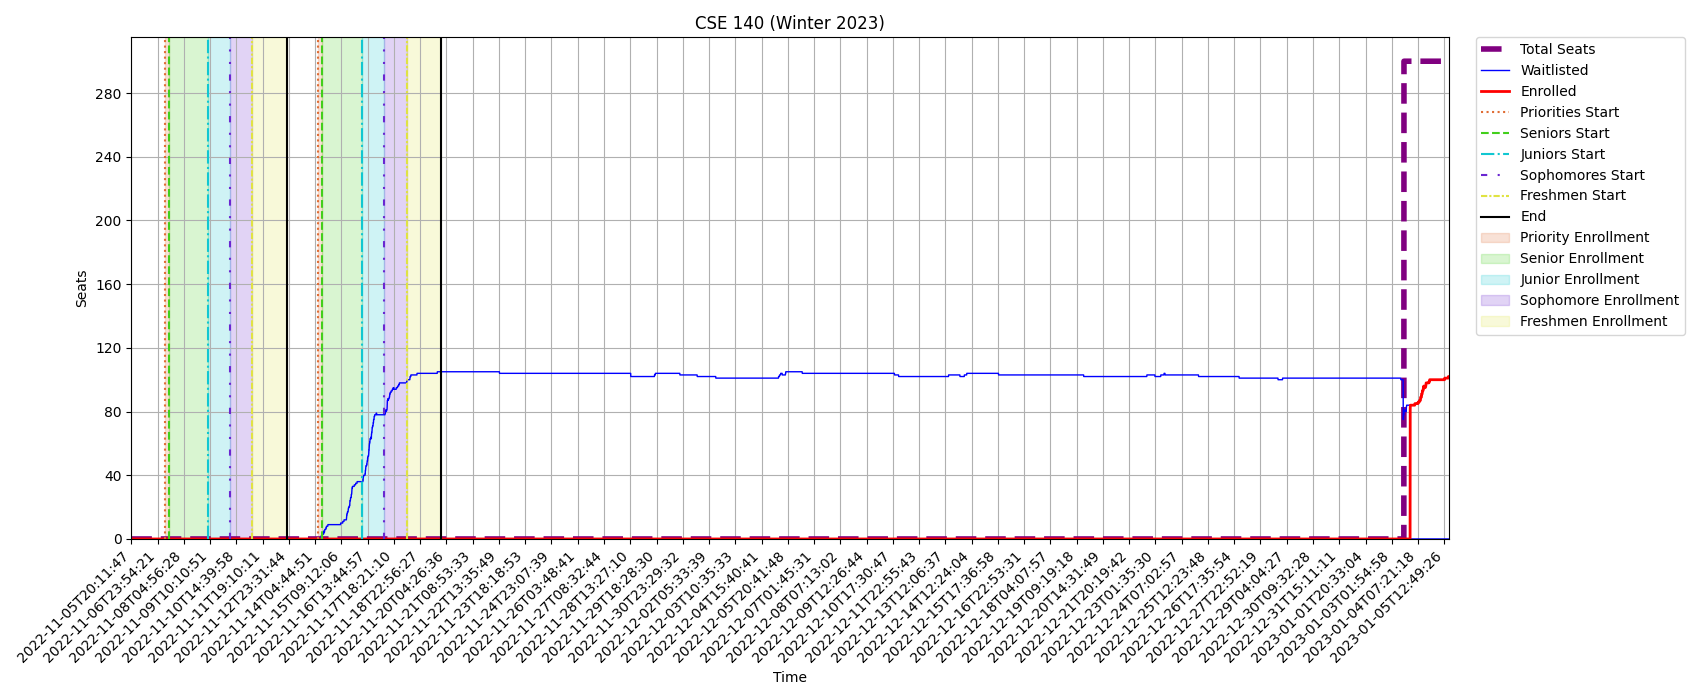 CSE 140 (Winter 2023)
Seats
280
240
200
160
120
80
40
0
2022-11-05T20:11:47
2022-11-06T23:54:21
2022-11-08T04:56:28
2022-11-09T10:10:51
2022-11-10T14:39:58
2022-11-11T19:10:11
2022-11-12T23:31:44
2022-11-14T04:44:51
2022-11-15T09:12:06
2022-11-16T13:44:57
2022-11-17T18:21:10
2022-11-18T22:56:27
2022-11-20T04:26:36
2022-11-21T08:53:33
2022-11-22T13:35:49
2022-11-23T18:18:53
2022-11-24T23:07:39
2022-11-26T03:48:41
2022-11-27T08:32:44
2022-11-28T13:27:10
2022-11-29T18:28:30
2022-11-30T23:29:32
2022-12-02T05:33:39
2022-12-03T10:35:33
2022-12-04T15:40:41
2022-12-05T20:41:48
2022-12-07T01:45:31
2022-12-08T07:13:02
2022-12-09T12:26:44
2022-12-10T17:30:47
2022-12-11T22:55:43
2022-12-13T12:06:37
2022-12-14T12:24:04
2022-12-15T17:36:58
2022-12-16T22:53:31
2022-12-18T04:07:57
2022-12-19T09:19:18
2022-12-20T14:31:49
2022-12-21T20:19:42
2022-12-23T01:35:30
2022-12-24T07:02:57
2022-12-25T12:23:48
2022-12-26T17:35:54
2022-12-27T22:52:19
2022-12-29T04:04:27
2022-12-30T09:32:28
2022-12-31T15:11:11
2023-01-01T20:33:04
2023-01-03T01:54:58
2023-01-04T07:21:18
2023-01-05T12:49:26
Time
Total Seats
Waitlisted
Enrolled
Priorities Start
Seniors Start
Juniors Start
Sophomores Start
Freshmen Start
End
Priority Enrollment
Senior Enrollment
Junior Enrollment
Sophomore Enrollment
Freshmen Enrollment